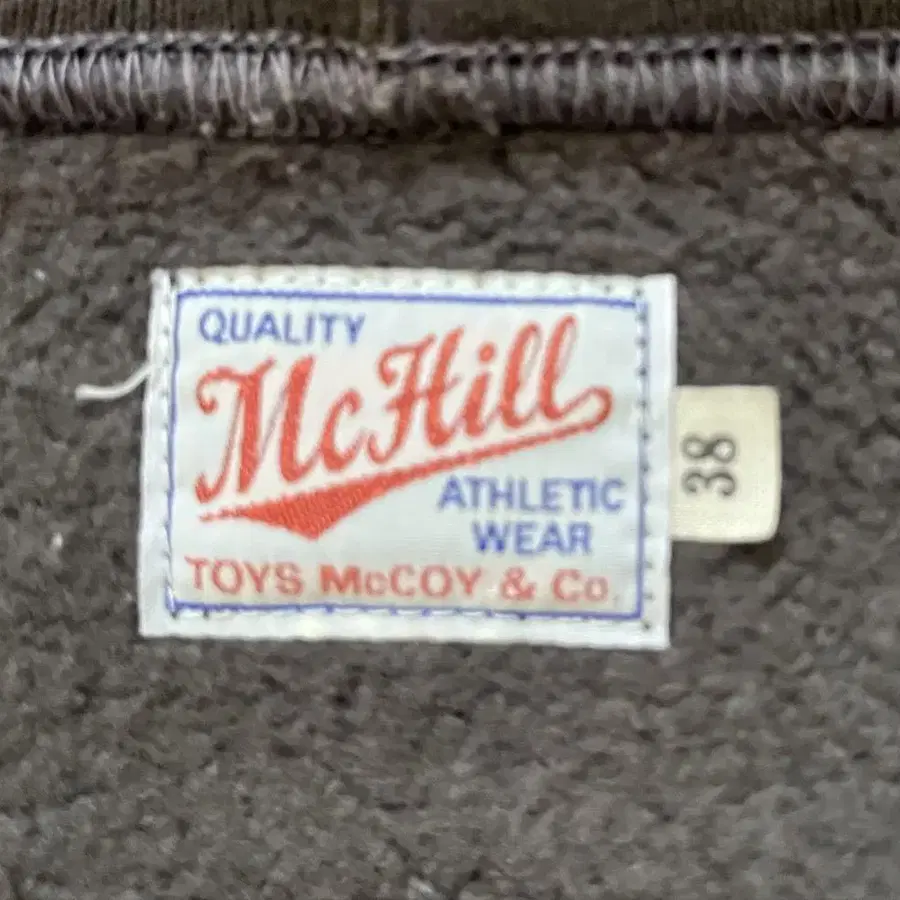 QUALITY
McHill
ATHLETIC
WEAR
TOYS McCOY & Co.
38